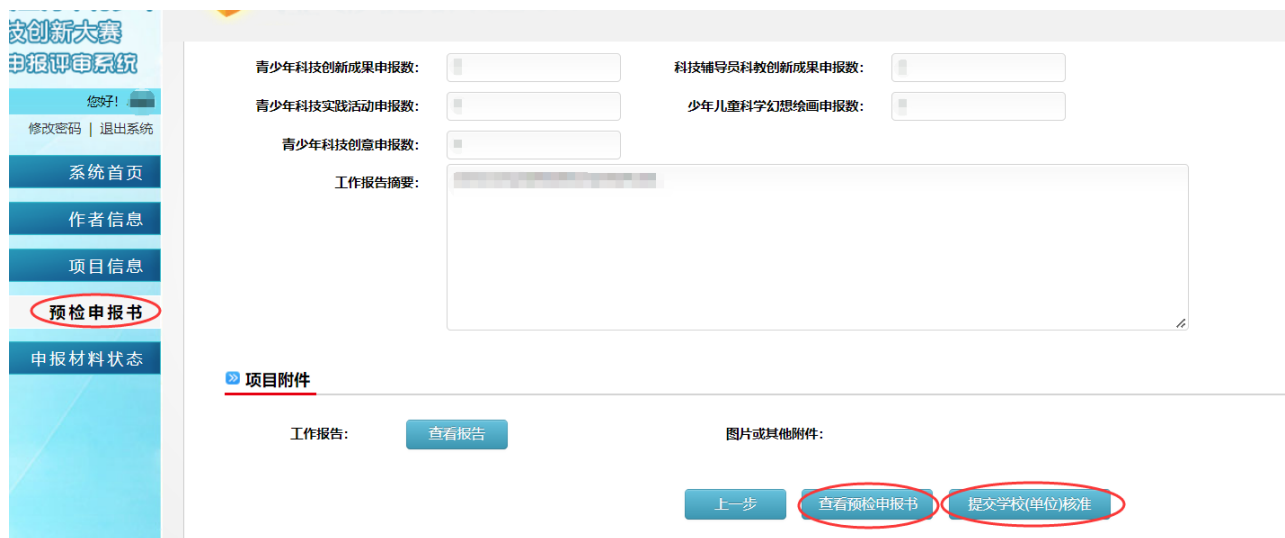 技创新大赛
申报评审系统
您好！
修改密码 | 退出系统
系统首页
作者信息
项目信息
预检申报书
申报材料状态
青少年科技创新成果申报数： 科技辅导员科教创新成果申报数：
青少年科技实践活动申报数： 少年儿童科学幻想绘画申报数：
青少年科技创意申报数：
工作报告摘要：
项目附件
工作报告： 查看报告 图片或其他附件：
上一步 查看预检申报书 提交学校(单位)核准